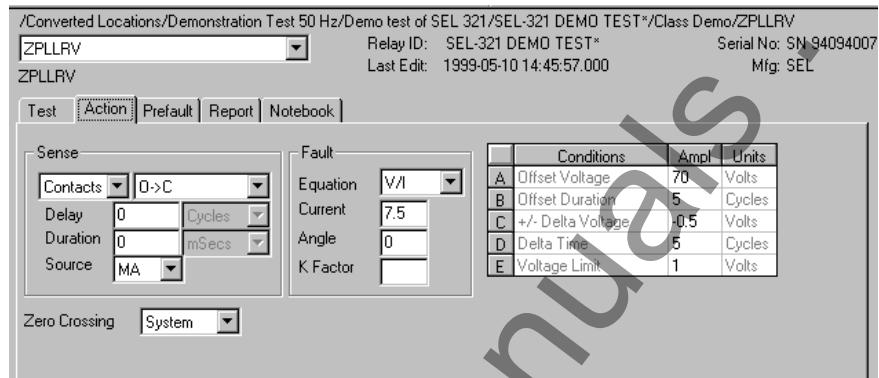 /Converted Locations/Demonstration Test 50 Hz/Demo test of SEL 321/SEL-321 DEMO TEST*/Class Demo/ZPLLRV
ZPLLRV Relay ID: SEL-321 DEMO TEST* Serial No: SN 94094007
Last Edit: 1999-05-10 14:45:57.000 Mfg: SEL
ZPLLRV
Test Action Prefault Report Notebook
Sense Fault
Conditions Ampl Units
Contacts O->C Equation V/I
A Offset Voltage 70 Volts
B Offset Duration 5 Cycles
Delay 0 Cycles Current 7.5
C +/- Delta Voltage -0.5 Volts
Duration 0 mSecs Angle 0
D Delta Time 5 Cycles
Source MA K Factor
E Voltage Limit 1 Volts
Zero Crossing System